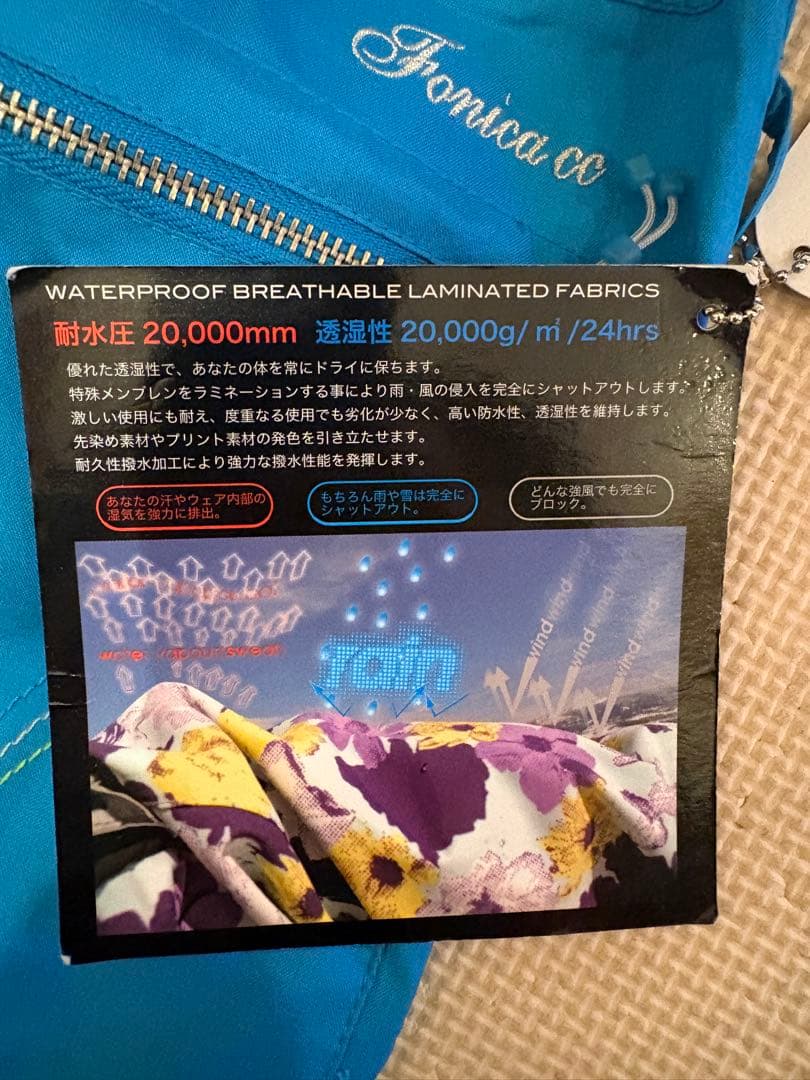 Fonica cc
WATERPROOF BREATHABLE LAMINATED FABRICS
耐水圧 20,000mm 透湿性 20,000g/㎡/24hrs
優れた透湿性で、あなたの体を常にドライに保ちます。
特殊メンブレンをラミネーションする事により雨・風の侵入を完全にシャットアウトします。
激しい使用にも耐え、度重なる使用でも劣化が少なく、高い防水性、透湿性を維持します。
先染め素材やプリント素材の発色を引き立たせます。
耐久性撥水加工により強力な撥水性能を発揮します。
あなたの汗やウェア内部の
湿気を強力に排出。
もちろん雨や雪は完全に
シャットアウト。
どんな強風でも完全に
ブロック。
water vapour(sweat)
rain
wind wind
wind wind
wind